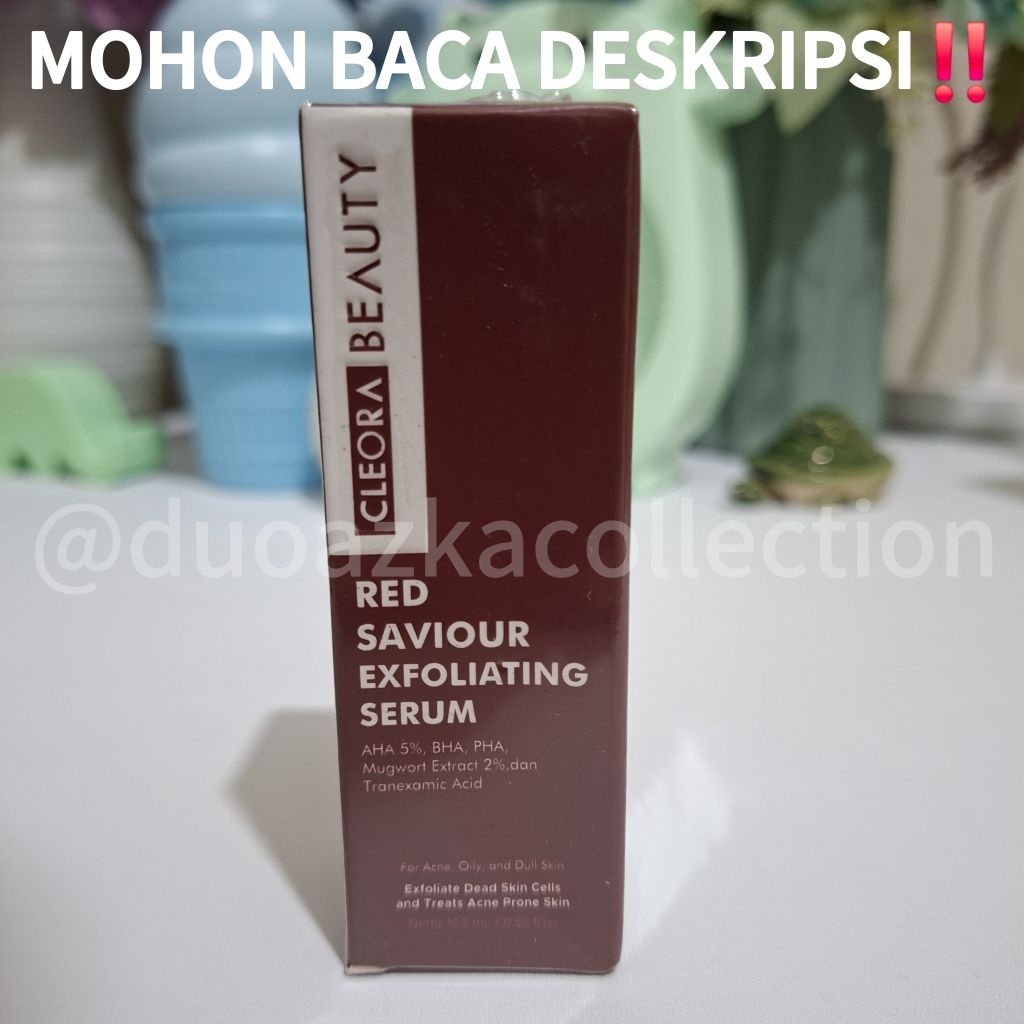 MOHON BACA DESKRIPSI‼️
CLEORA BEAUTY
@duoazkacollection
RED
SAVIOUR
EXFOLIATING
SERUM
AHA 5%, BHA, PHA,
Mugwort Extract 2%,dan
Tranexamic Acid
For Acne, Oily, and Dull Skin
Exfoliate Dead Skin Cells
and Treats Acne Prone Skin
Netto